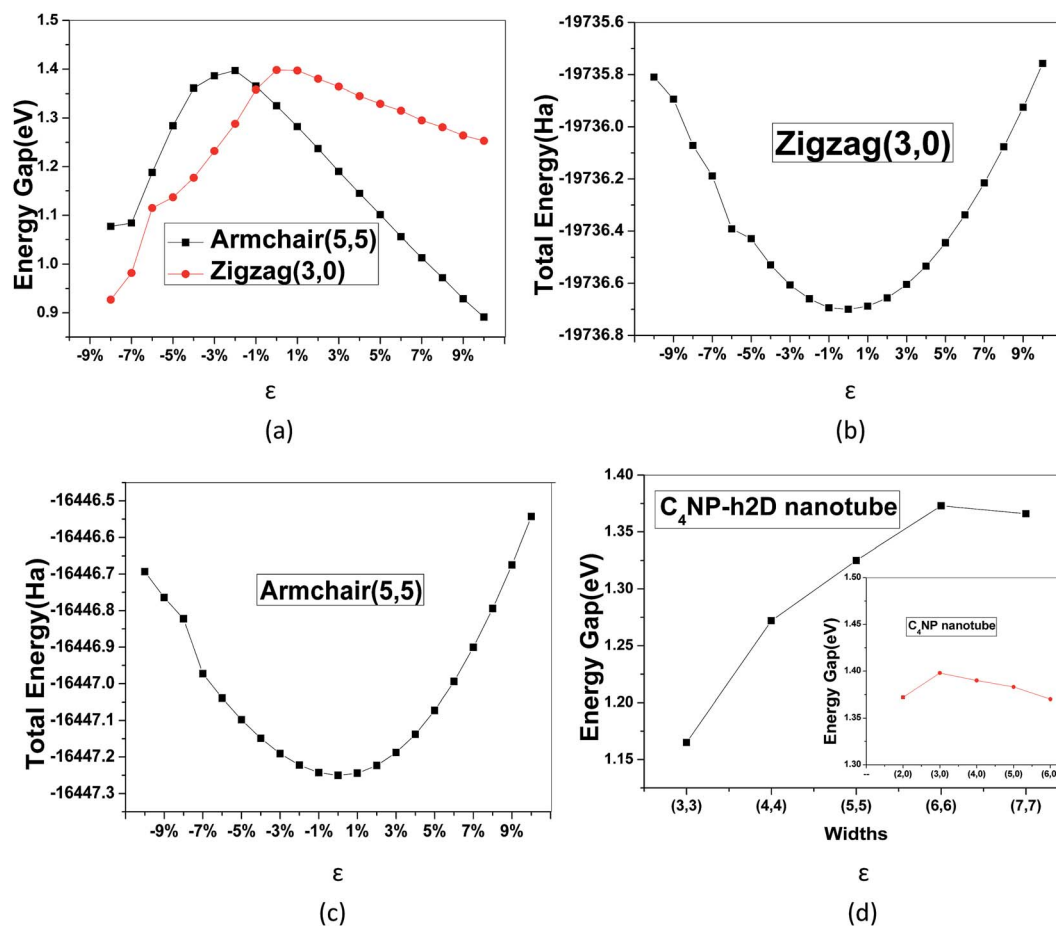 1.5
1.4
1.3
1.2
1.1
1.0
0.9
Energy Gap(eV)
Armchair(5,5)
Zigzag(3,0)
-9% -7% -5% -3% -1% 1% 3% 5% 7% 9%
ε
(a)
-19735.6
-19735.8
-19736.0
-19736.2
-19736.4
-19736.6
-19736.8
Total Energy(Ha)
Zigzag(3,0)
-9% -7% -5% -3% -1% 1% 3% 5% 7% 9%
ε
(b)
-16446.5
-16446.6
-16446.7
-16446.8
-16446.9
-16447.0
-16447.1
-16447.2
-16447.3
Total Energy(Ha)
Armchair(5,5)
-9% -7% -5% -3% -1% 1% 3% 5% 7% 9%
ε
(c)
1.40
1.35
1.30
1.25
1.20
1.15
Energy Gap(eV)
C₄NP-h2D nanotube
1.50
1.45
1.40
1.35
1.30
Energy Gap(eV)
C₄NP nanotube
-- (2,0) (3,0) (4,0) (5,0) (6,0)
(3,3) (4,4) (5,5) (6,6) (7,7)
Widths
ε
(d)